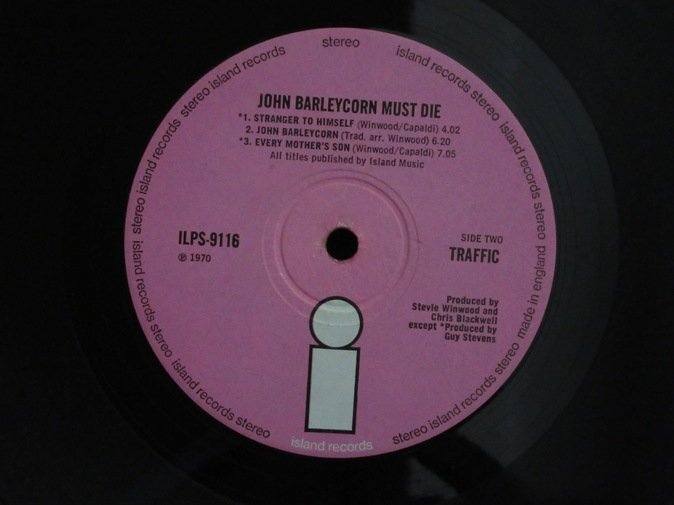 stereo island records stereo island records stereo island records stereo made in england
JOHN BARLEYCORN MUST DIE
*1. STRANGER TO HIMSELF (Winwood/Capaldi) 4.02
2. JOHN BARLEYCORN (Trad. arr. Winwood) 6.20
*3. EVERY MOTHER'S SON (Winwood/Capaldi) 7.05
All titles published by Island Music
ILPS-9116
℗ 1970
SIDE TWO
TRAFFIC
Produced by
Stevie Winwood and
Chris Blackwell
except *Produced by
Guy Stevens
i
island records stereo island records stereo
island records
stereo island records stereo